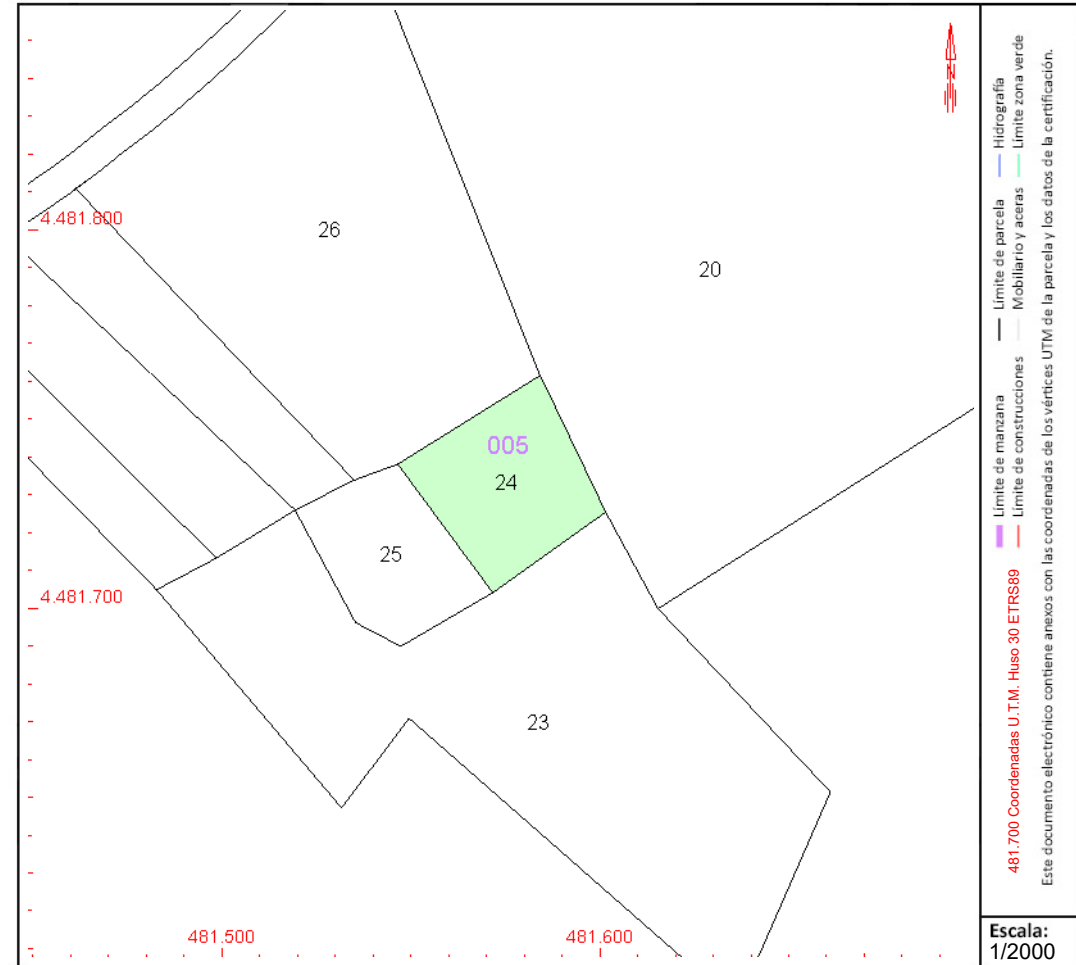 4.481.800
26
20
005
24
25
4.481.700
23
481.500
481.600
N
481.700 Coordenadas U.T.M. Huso 30 ETRS89
Límite de manzana
Límite de parcela
Hidrografía
Límite de construcciones
Mobiliario y aceras
Límite zona verde
Este documento electrónico contiene anexos con las coordenadas de los vértices UTM de la parcela y los datos de la certificación.
Escala:
1/2000